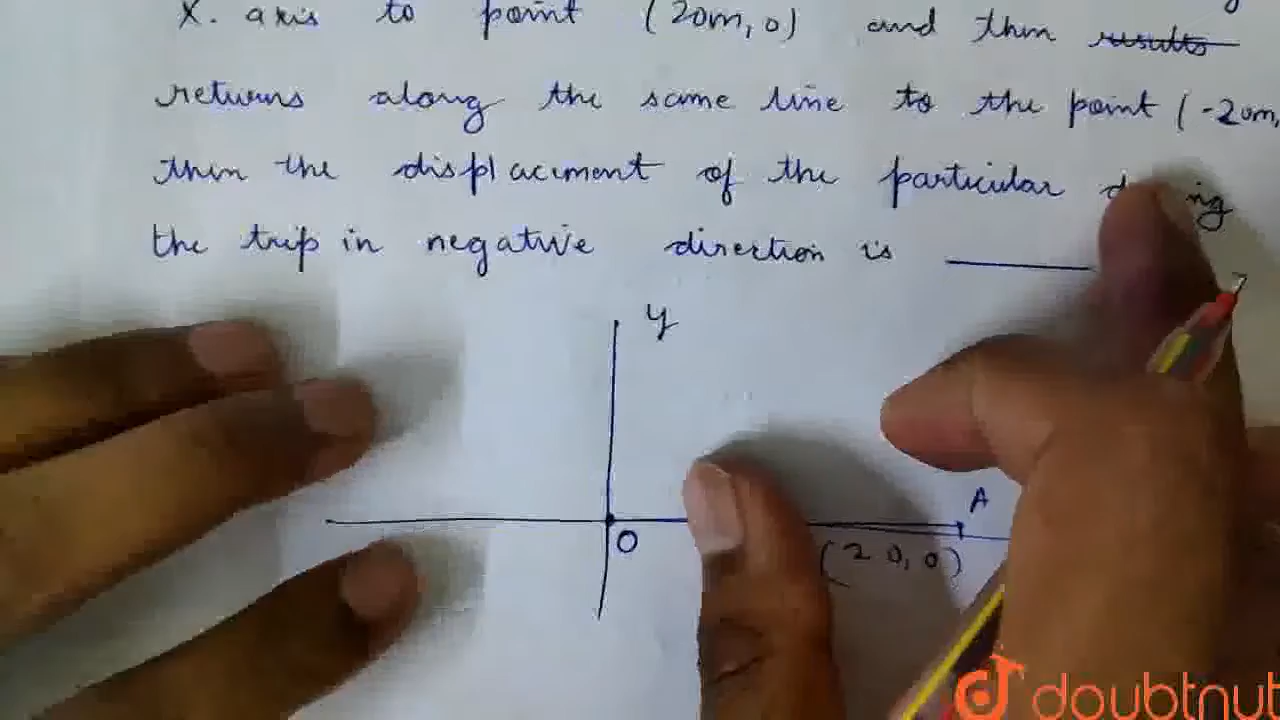 X. axis to point (20m, 0) and then results
returns along the same line to the point (-20m,
then the displacement of the particular
the trip in negative direction is
y
A
O
(20, 0)
doubtnut